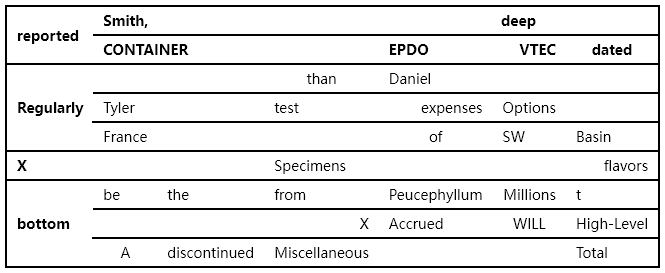 reported Smith, deep
CONTAINER EPDO VTEC dated
Regularly than Daniel
Tyler test expenses Options
France of SW Basin
X Specimens flavors
bottom be the from Peucephyllum Millions t
X Accrued WILL High-Level
A discontinued Miscellaneous Total